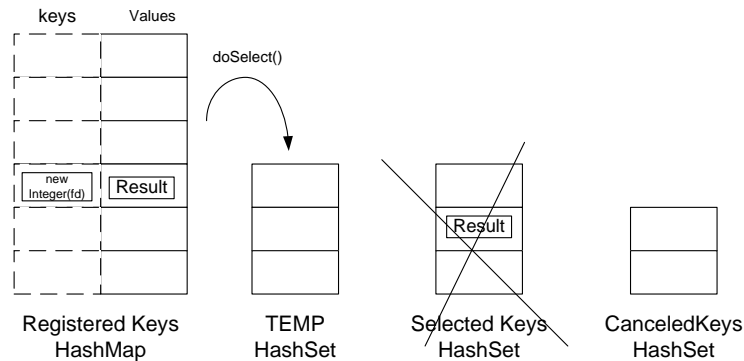 keys Values
doSelect()
new
Integer(fd)
Result
Result
Registered Keys
HashMap
TEMP
HashSet
Selected Keys
HashSet
CanceledKeys
HashSet